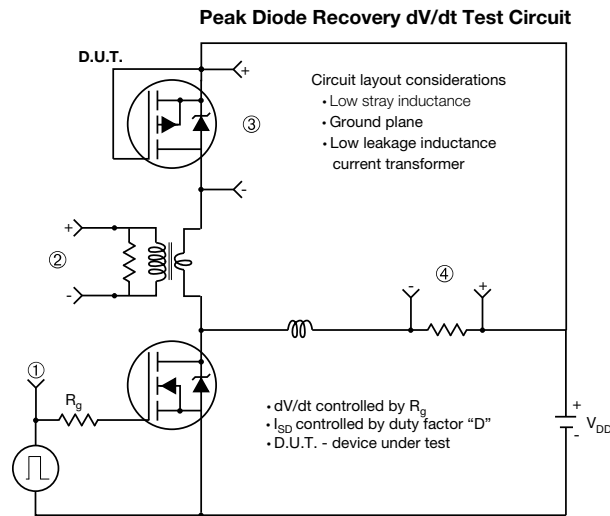 Peak Diode Recovery dV/dt Test Circuit
D.U.T.
+
Circuit layout considerations
• Low stray inductance
• Ground plane
• Low leakage inductance
current transformer
③
-
+
②
-
④
-
+
①
Rg
• dV/dt controlled by Rg
• ISD controlled by duty factor “D”
• D.U.T. - device under test
+
VDD
-